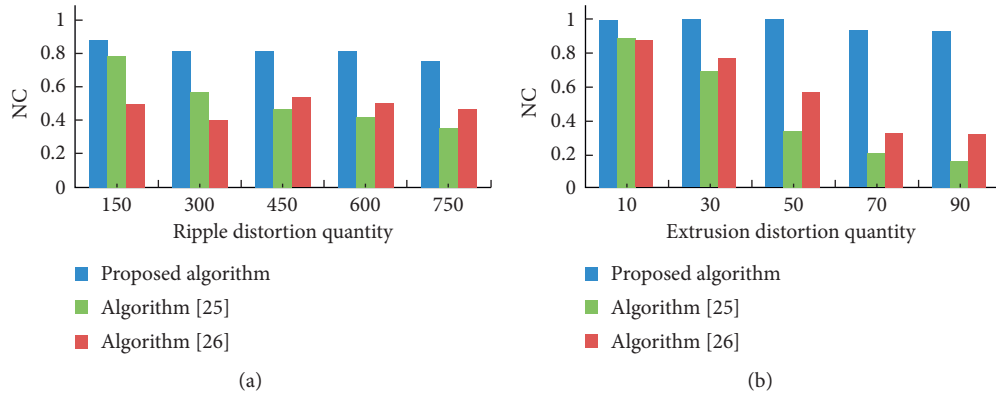 1
0.8
0.6
0.4
0.2
0
NC
150 300 450 600 750
Ripple distortion quantity
Proposed algorithm
Algorithm [25]
Algorithm [26]
(a)
1
0.8
0.6
0.4
0.2
0
NC
10 30 50 70 90
Extrusion distortion quantity
Proposed algorithm
Algorithm [25]
Algorithm [26]
(b)